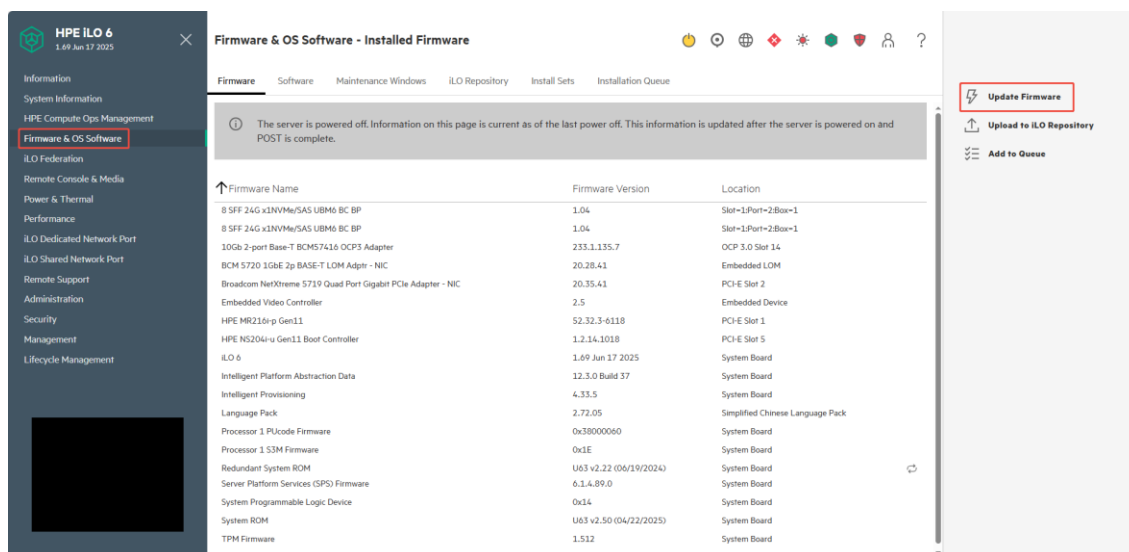 HPE iLO 6
1.69 Jun 17 2025
Information
System Information
HPE Compute Ops Management
Firmware & OS Software
iLO Federation
Remote Console & Media
Power & Thermal
Performance
iLO Dedicated Network Port
iLO Shared Network Port
Remote Support
Administration
Security
Management
Lifecycle Management
Firmware & OS Software - Installed Firmware
?
Firmware Software Maintenance Windows iLO Repository Install Sets Installation Queue
The server is powered off. Information on this page is current as of the last power off. This information is updated after the server is powered on and
POST is complete.
Firmware Name Firmware Version Location
8 SFF 24G x1NVMe/SAS UBM6 BC BP 1.04 Slot=1:Port=2:Box=1
8 SFF 24G x1NVMe/SAS UBM6 BC BP 1.04 Slot=1:Port=2:Box=1
10Gb 2-port Base-T BCM57416 OCP3 Adapter 233.1.135.7 OCP 3.0 Slot 14
BCM 5720 1GbE 2p BASE-T LOM Adptr - NIC 20.28.41 Embedded LOM
Broadcom NetXtreme 5719 Quad Port Gigabit PCIe Adapter - NIC 20.35.41 PCI-E Slot 2
Embedded Video Controller 2.5 Embedded Device
HPE MR216i-p Gen11 52.32.3-6118 PCI-E Slot 1
HPE NS204i-u Gen11 Boot Controller 1.2.14.1018 PCI-E Slot 5
iLO 6 1.69 Jun 17 2025 System Board
Intelligent Platform Abstraction Data 12.3.0 Build 37 System Board
Intelligent Provisioning 4.33.5 System Board
Language Pack 2.72.05 Simplified Chinese Language Pack
Processor 1 PUcode Firmware 0x38000060 System Board
Processor 1 S3M Firmware 0x1E System Board
Redundant System ROM U63 v2.22 (06/19/2024) System Board
Server Platform Services (SPS) Firmware 6.1.4.89.0 System Board
System Programmable Logic Device 0x14 System Board
System ROM U63 v2.50 (04/22/2025) System Board
TPM Firmware 1.512 System Board
Update Firmware
Upload to iLO Repository
Add to Queue